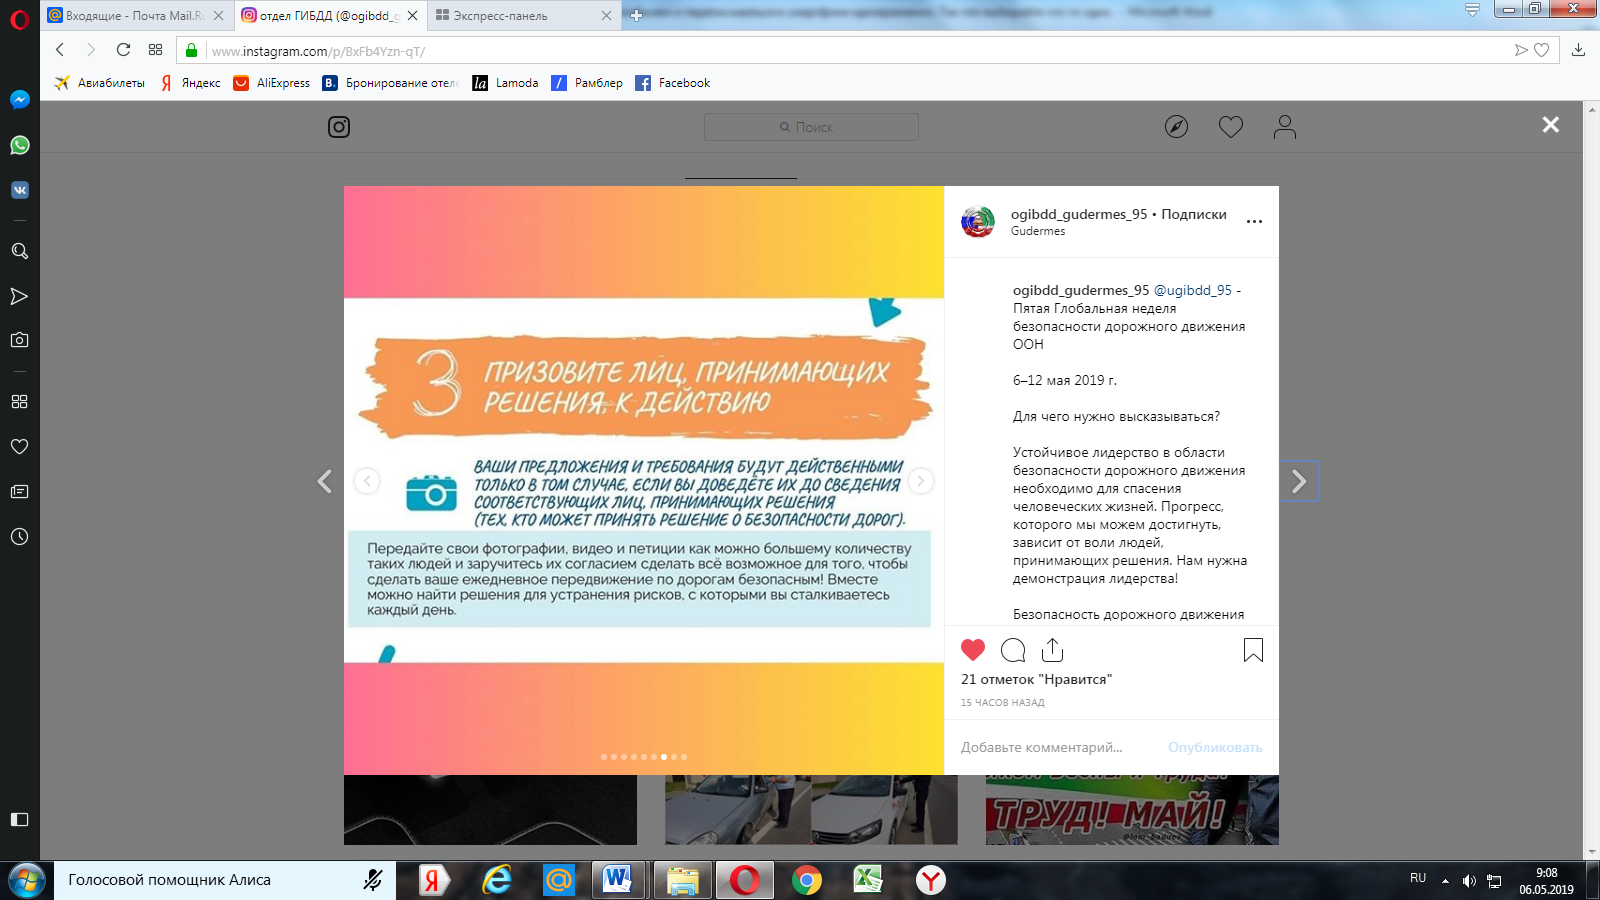 Входящие - Почта Mail.Ru
отдел ГИБДД (@ogibdd_g
Экспресс-панель
www.instagram.com/p/BxFb4Yzn-qT/
Авиабилеты
Яндекс
AliExpress
Бронирование отеле
Lamoda
Рамблер
Facebook
Поиск
3 ПРИЗОВИТЕ ЛИЦ, ПРИНИМАЮЩИХ
РЕШЕНИЯ, К ДЕЙСТВИЮ
ВАШИ ПРЕДЛОЖЕНИЯ И ТРЕБОВАНИЯ БУДУТ ДЕЙСТВЕННЫМИ
ТОЛЬКО В ТОМ СЛУЧАЕ, ЕСЛИ ВЫ ДОВЕДЁТЕ ИХ ДО СВЕДЕНИЯ
СООТВЕТСТВУЮЩИХ ЛИЦ, ПРИНИМАЮЩИХ РЕШЕНИЯ
(ТЕХ, КТО МОЖЕТ ПРИНЯТЬ РЕШЕНИЕ О БЕЗОПАСНОСТИ ДОРОГ).
Передайте свои фотографии, видео и петиции как можно большему количеству
таких людей и заручитесь их согласием сделать всё возможное для того, чтобы
сделать ваше ежедневное передвижение по дорогам безопасным! Вместе
можно найти решения для устранения рисков, с которыми вы сталкиваетесь
каждый день.
ogibdd_gudermes_95 • Подписки
Gudermes
ogibdd_gudermes_95 @ugibdd_95 -
Пятая Глобальная неделя
безопасности дорожного движения
ООН
6–12 мая 2019 г.
Для чего нужно высказываться?
Устойчивое лидерство в области
безопасности дорожного движения
необходимо для спасения
человеческих жизней. Прогресс,
которого мы можем достигнуть,
зависит от воли людей,
принимающих решения. Нам нужна
демонстрация лидерства!
Безопасность дорожного движения
21 отметок "Нравится"
15 ЧАСОВ НАЗАД
Добавьте комментарий...
Опубликовать
ТРУД! МАЙ!
Голосовой помощник Алиса
RU
9:08
06.05.2019